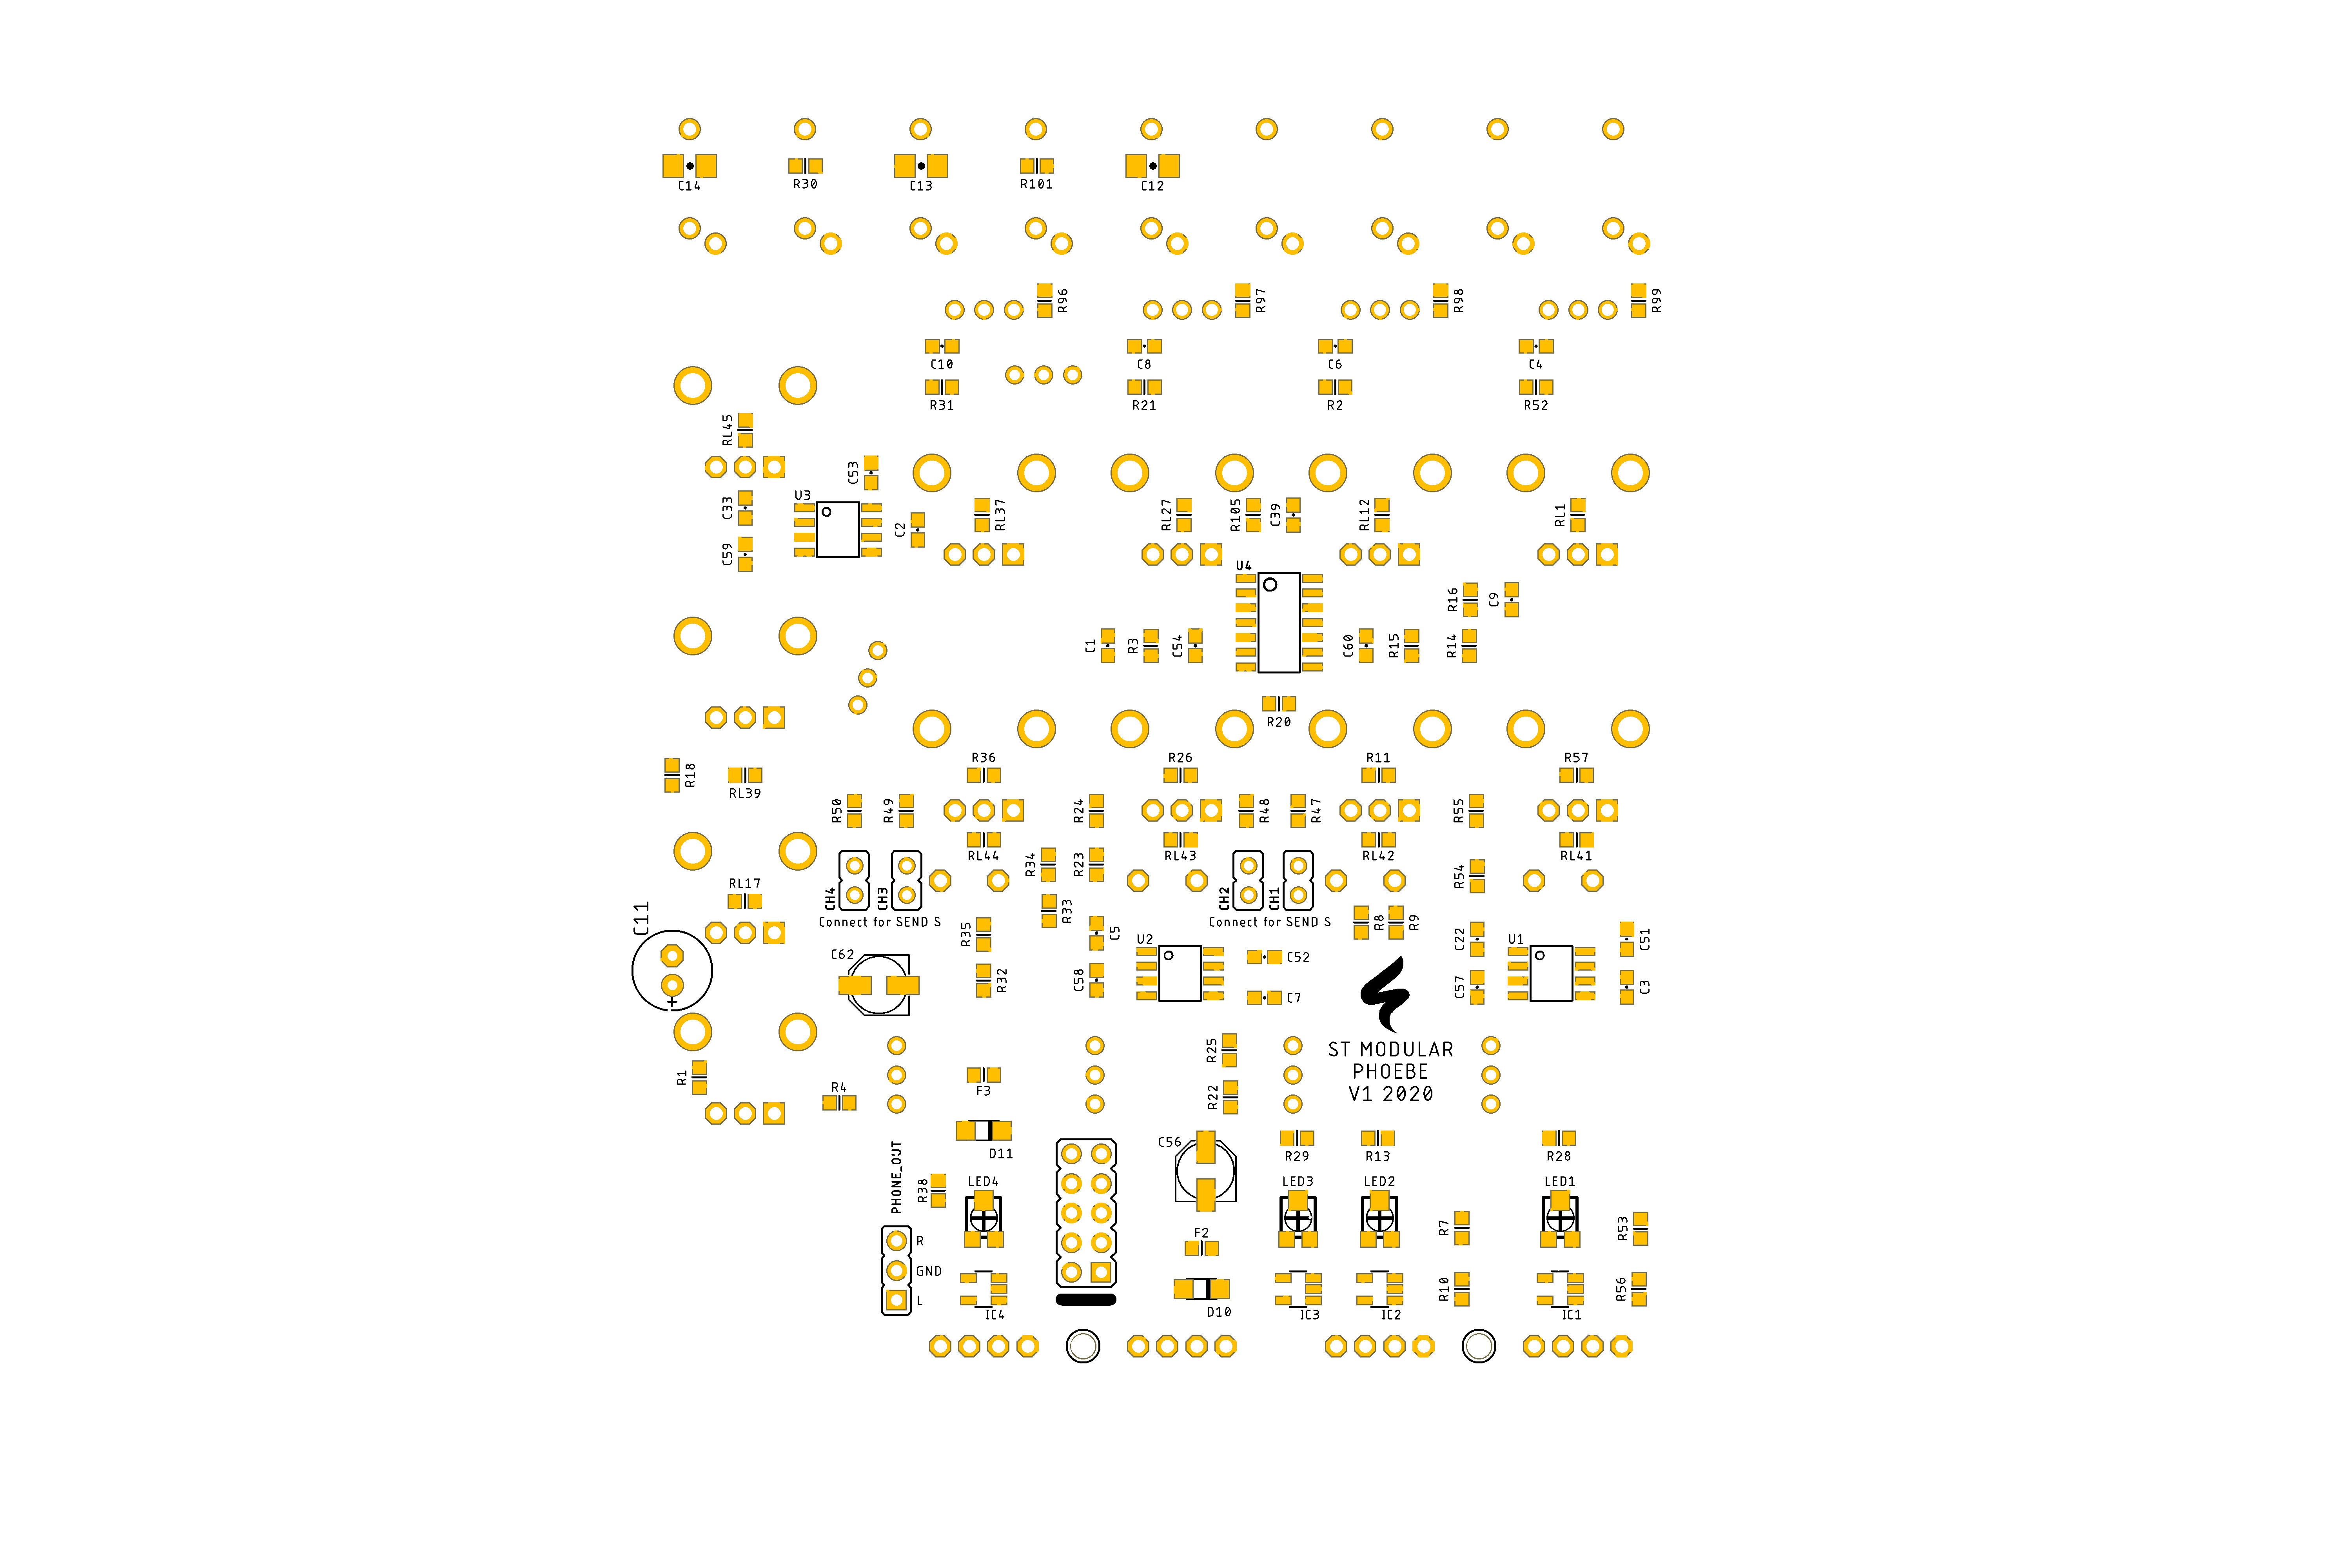 C14
R30
C13
R101
C12
R96
R97
R98
R99
C10
C8
C6
C4
R31
R21
R2
R52
RL45
C53
U3
C33
C2
C59
RL37
RL27
R105
C39
RL12
RL1
U4
R16
C9
C1
R3
C54
C60
R15
R14
R20
R36
R26
R11
R57
R18
RL39
R50
R49
R24
R48
R47
R55
RL44
RL43
RL42
RL41
R34
R23
R54
RL17
CH4
CH3
CH2
CH1
Connect for SEND S
Connect for SEND S
C11
R33
R8
R9
R35
C5
U2
C22
U1
C51
C62
C52
R32
C58
C7
C57
C3
+
ST MODULAR
PHOEBE
V1 2020
R25
R1
R4
F3
R22
D11
C56
R29
R13
R28
PHONE_OUT
R38
LED4
LED3
LED2
LED1
R7
R53
R
F2
GND
R10
R56
L
IC4
D10
IC3
IC2
IC1